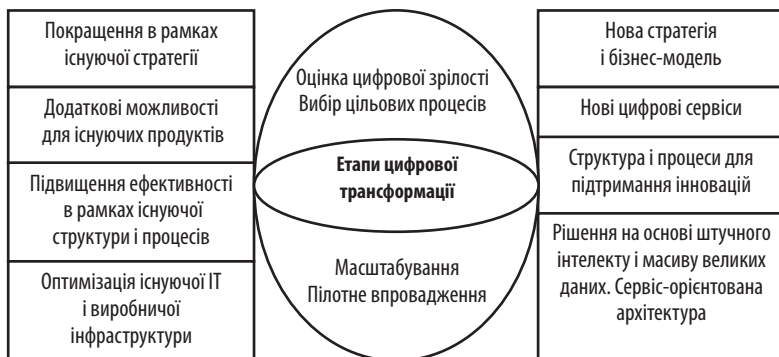 Покращення в рамках
існуючої стратегії
Додаткові можливості
для існуючих продуктів
Підвищення ефективності
в рамках існуючої
структури і процесів
Оптимізація існуючої ІТ
і виробничої
інфраструктури
Оцінка цифрової зрілості
Вибір цільових процесів
Етапи цифрової
трансформації
Масштабування
Пілотне впровадження
Нова стратегія
і бізнес-модель
Нові цифрові сервіси
Структура і процеси для
підтримання інновацій
Рішення на основі штучного
інтелекту і масиву великих
даних. Сервіс-орієнтована
архітектура